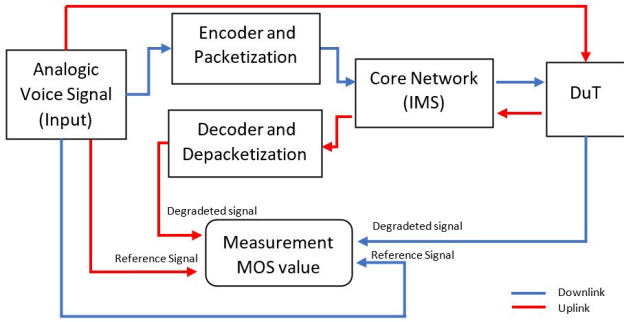 Encoder and
Packetization
Analogic
Voice Signal
(Input)
Core Network
(IMS)
DuT
Decoder and
Depacketization
Degradeted signal
Degradeted signal
Measurement
MOS value
Reference Signal
Reference Signal
Downlink
Uplink